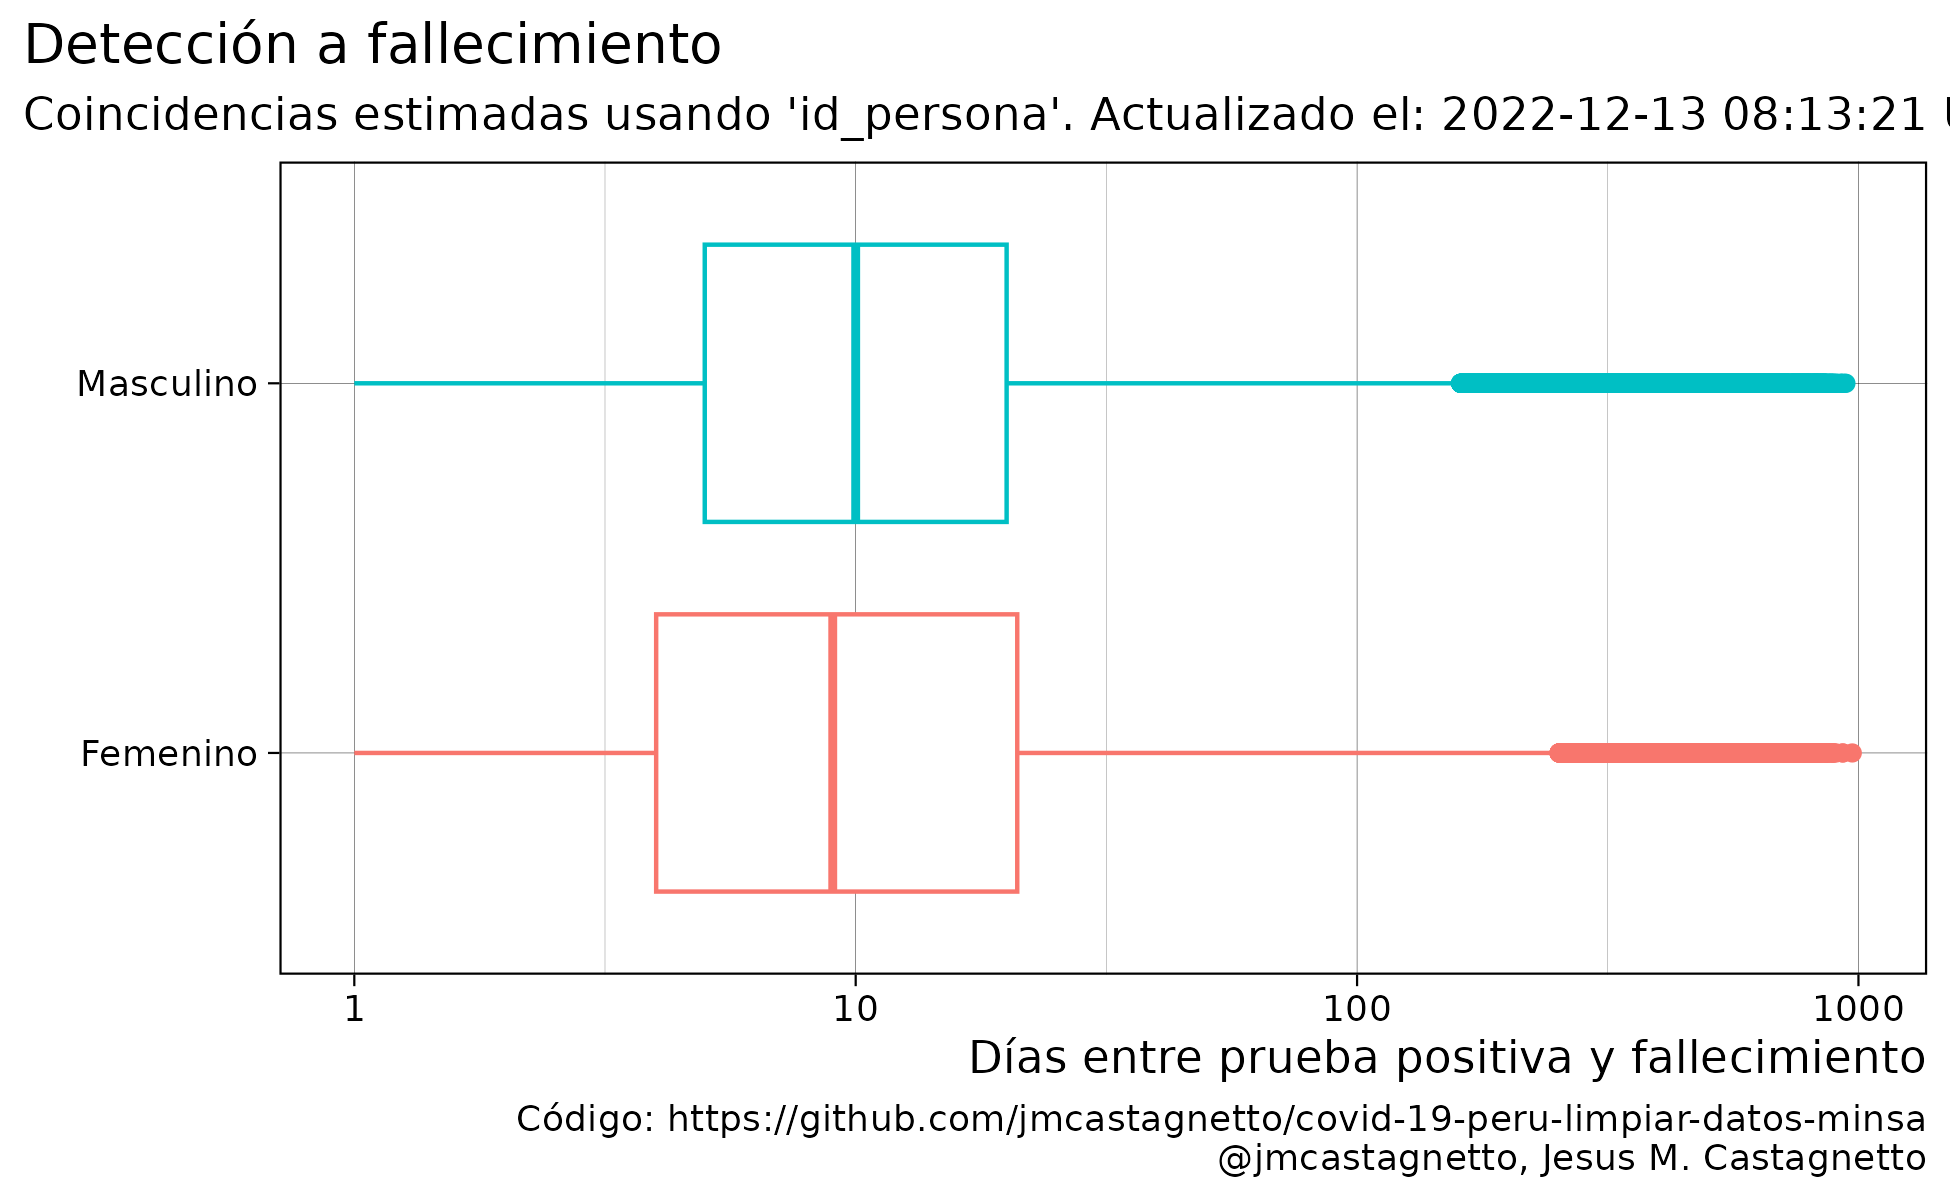 Detección a fallecimiento
Coincidencias estimadas usando 'id_persona'. Actualizado el: 2022-12-13 08:13:21
Masculino
Femenino
1 10 100 1000
Días entre prueba positiva y fallecimiento
Código: https://github.com/jmcastagnetto/covid-19-peru-limpiar-datos-minsa
@jmcastagnetto, Jesus M. Castagnetto